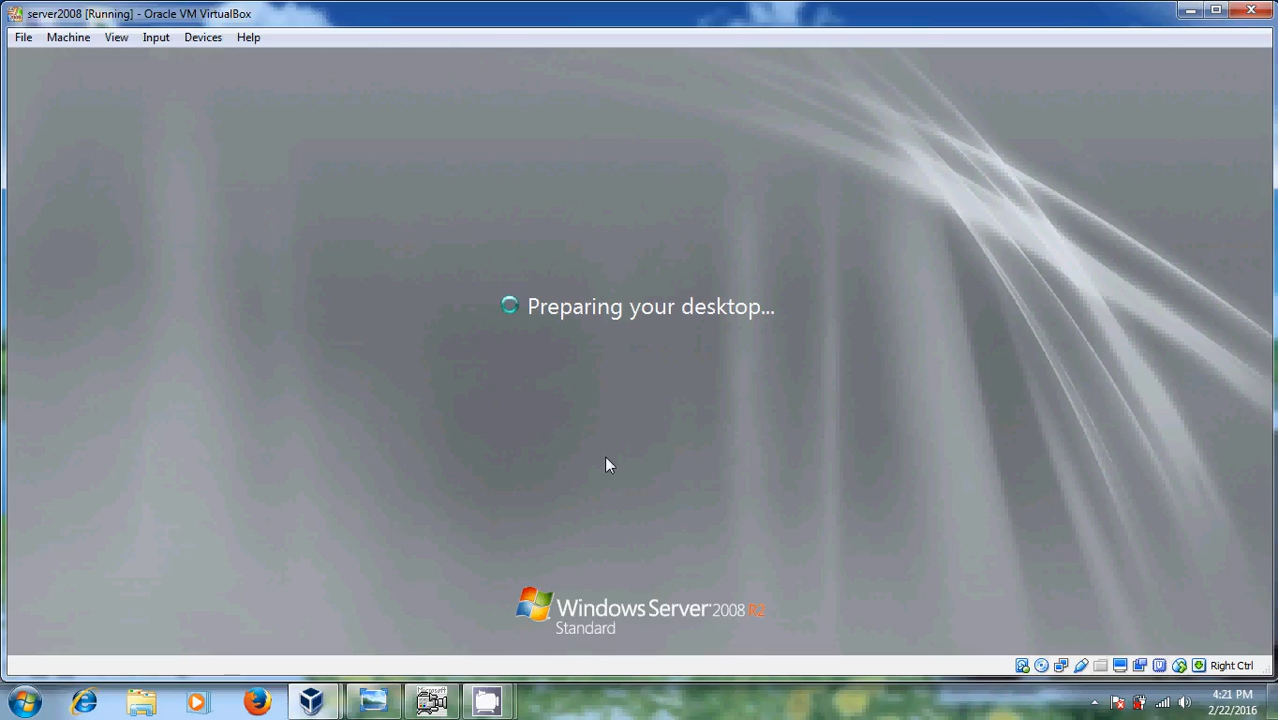 server2008 [Running] - Oracle VM VirtualBox
File Machine View Input Devices Help
Preparing your desktop...
Windows Server 2008 R2
Standard
Right Ctrl
4:21 PM
2/22/2016